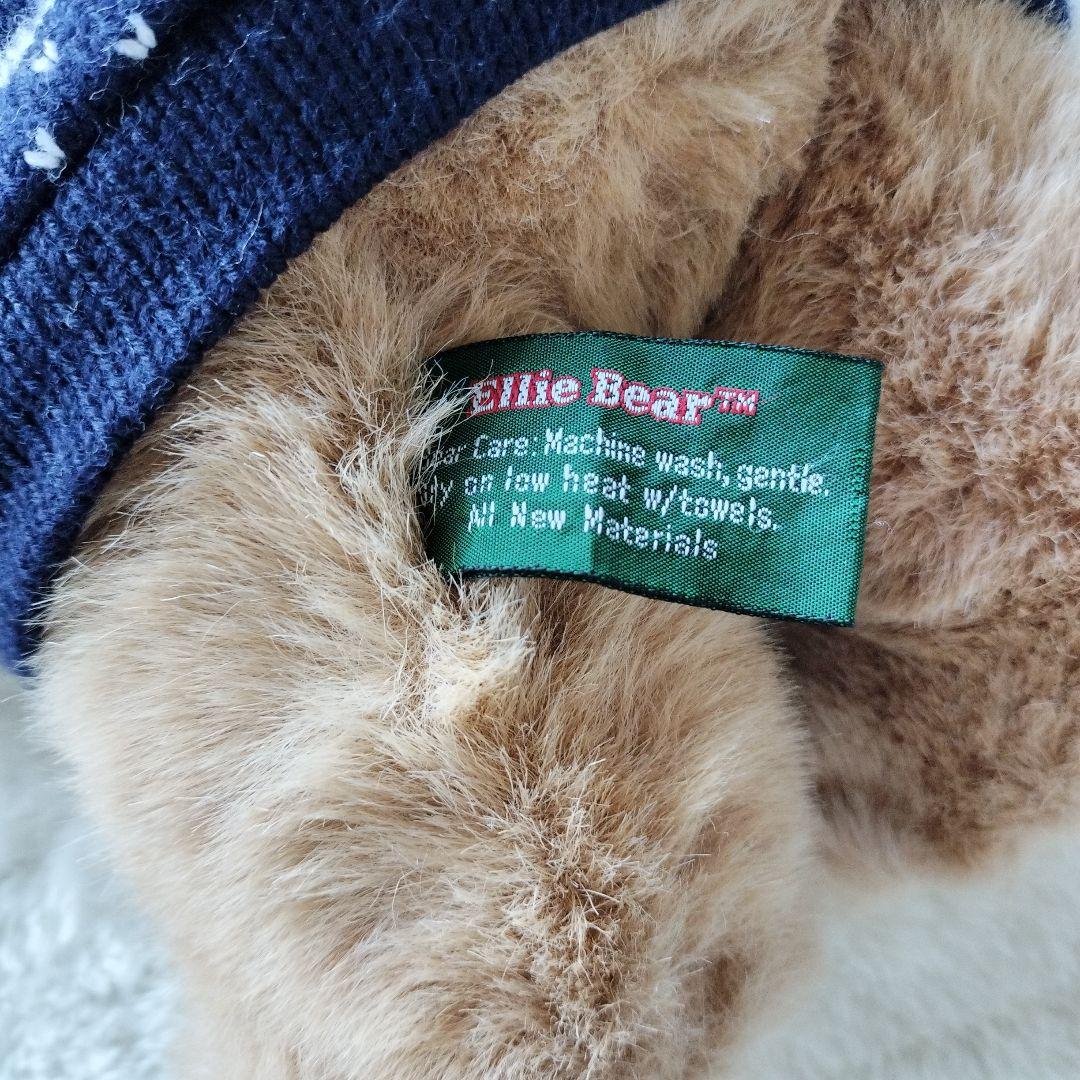 Ellie Bear™
Care: Machine wash, gentle.
on low heat w/towels.
All New Materials